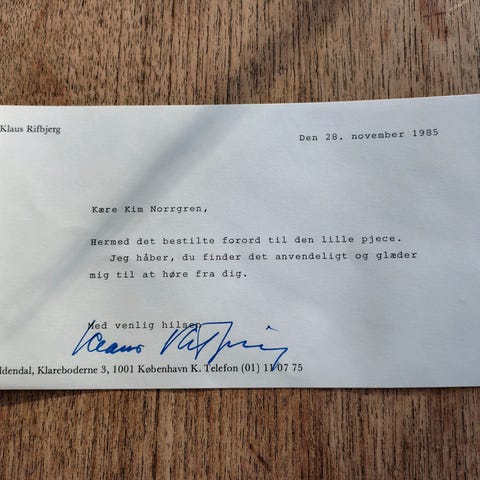 Klaus Rifbjerg
Den 28. november 1985
Kære Kim Norrgren,
Hermed det bestilte forord til den lille pjece.
Jeg håber, du finder det anvendeligt og glæder
mig til at høre fra dig.
Med venlig hilsen
Klaus Rifbjerg
ldendal, Klareboderne 3, 1001 København K. Telefon (01) 11 07 75